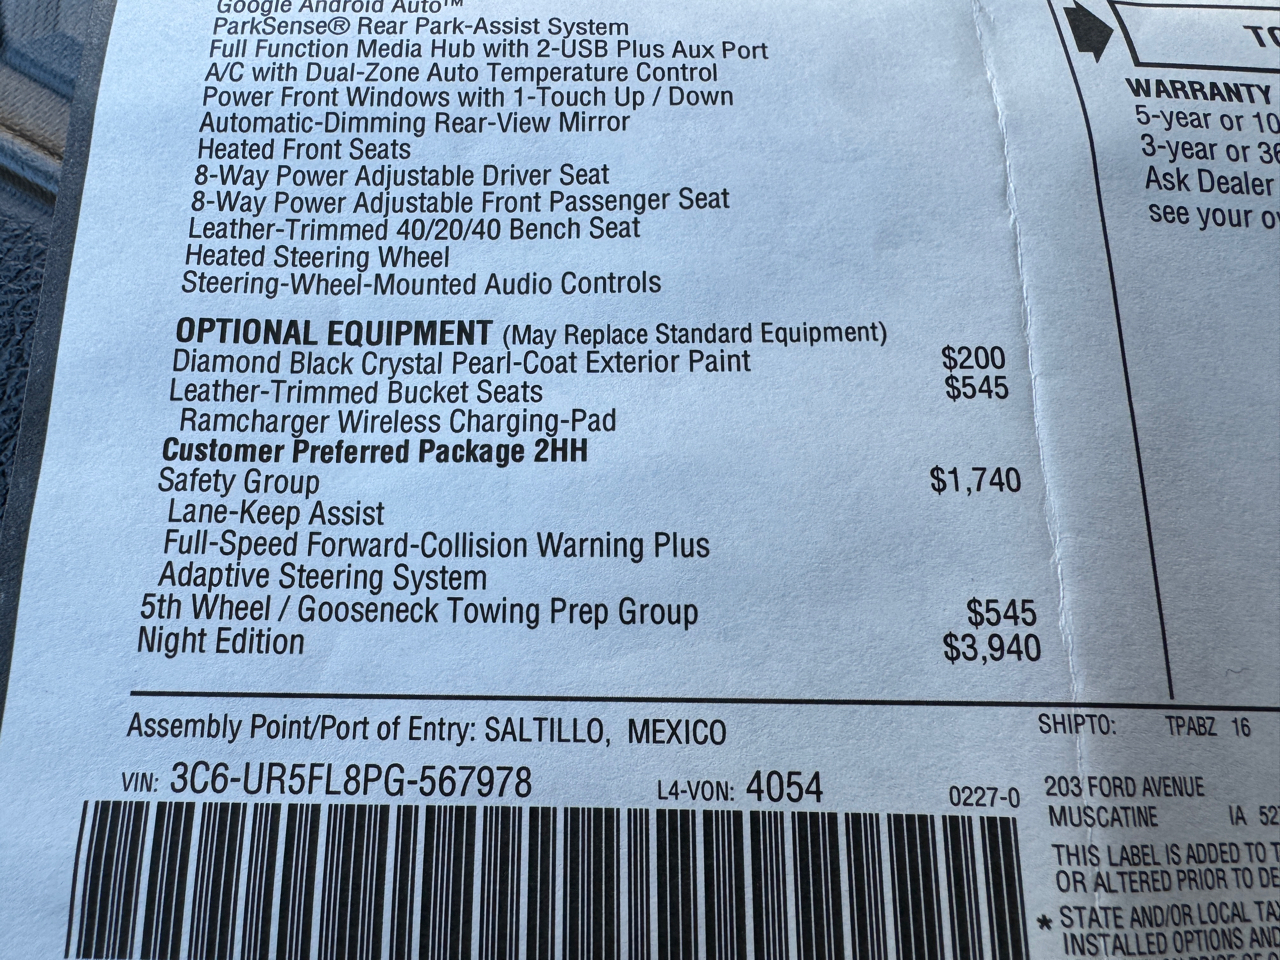 Google Android Auto™
ParkSense® Rear Park-Assist System
Full Function Media Hub with 2-USB Plus Aux Port
A/C with Dual-Zone Auto Temperature Control
Power Front Windows with 1-Touch Up / Down
Automatic-Dimming Rear-View Mirror
Heated Front Seats
8-Way Power Adjustable Driver Seat
8-Way Power Adjustable Front Passenger Seat
Leather-Trimmed 40/20/40 Bench Seat
Heated Steering Wheel
Steering-Wheel-Mounted Audio Controls
OPTIONAL EQUIPMENT (May Replace Standard Equipment)
Diamond Black Crystal Pearl-Coat Exterior Paint $200
Leather-Trimmed Bucket Seats $545
Ramcharger Wireless Charging-Pad
Customer Preferred Package 2HH
Safety Group $1,740
Lane-Keep Assist
Full-Speed Forward-Collision Warning Plus
Adaptive Steering System
5th Wheel / Gooseneck Towing Prep Group $545
Night Edition $3,940
WARRANTY
5-year or 10
3-year or 36
Ask Dealer
see your
Assembly Point/Port of Entry: SALTILLO, MEXICO
VIN: 3C6-UR5FL8PG-567978 L4-VON: 4054 0227-0
SHIPTO: TPABZ 16
203 FORD AVENUE
MUSCATINE IA 52
THIS LABEL IS ADDED TO
OR ALTERED PRIOR TO DE
* STATE AND/OR LOCAL TA
INSTALLED OPTIONS AND